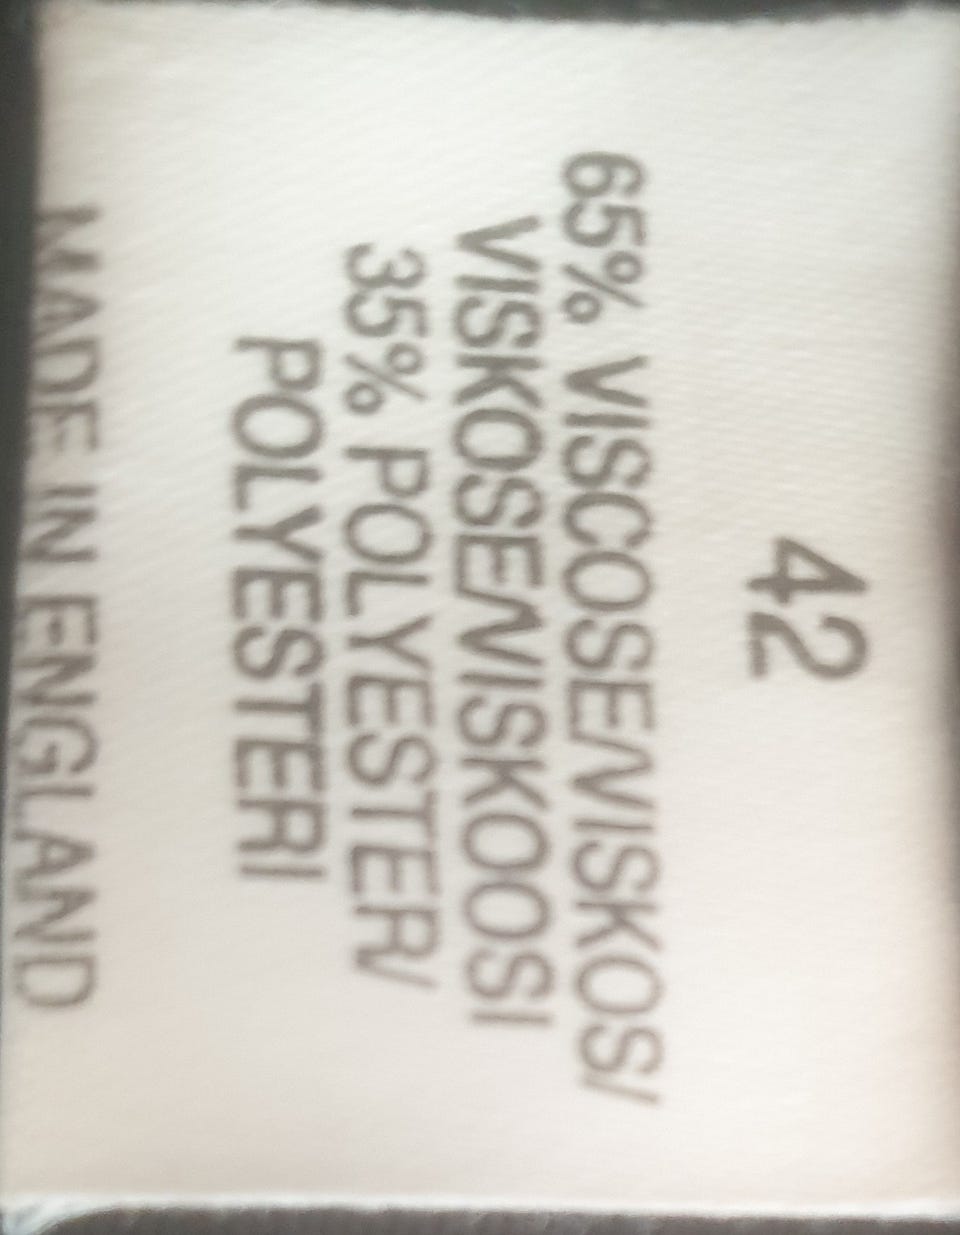 42
65% VISCOSE/VISKOS/
VISKOSE/VISKOOSI
35% POLYESTER/
POLYESTERI
MADE IN ENGLAND